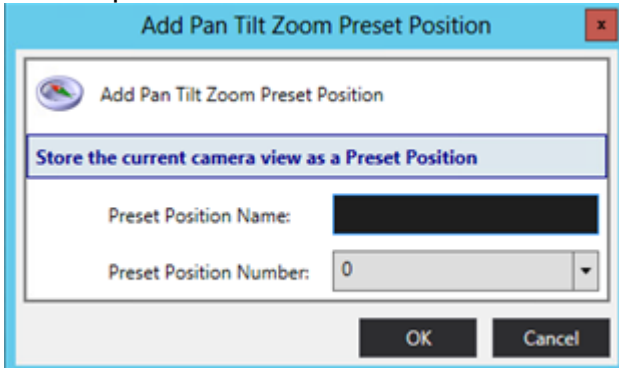 Add Pan Tilt Zoom Preset Position
x
Add Pan Tilt Zoom Preset Position
Store the current camera view as a Preset Position
Preset Position Name:
Preset Position Number: 0
OK Cancel